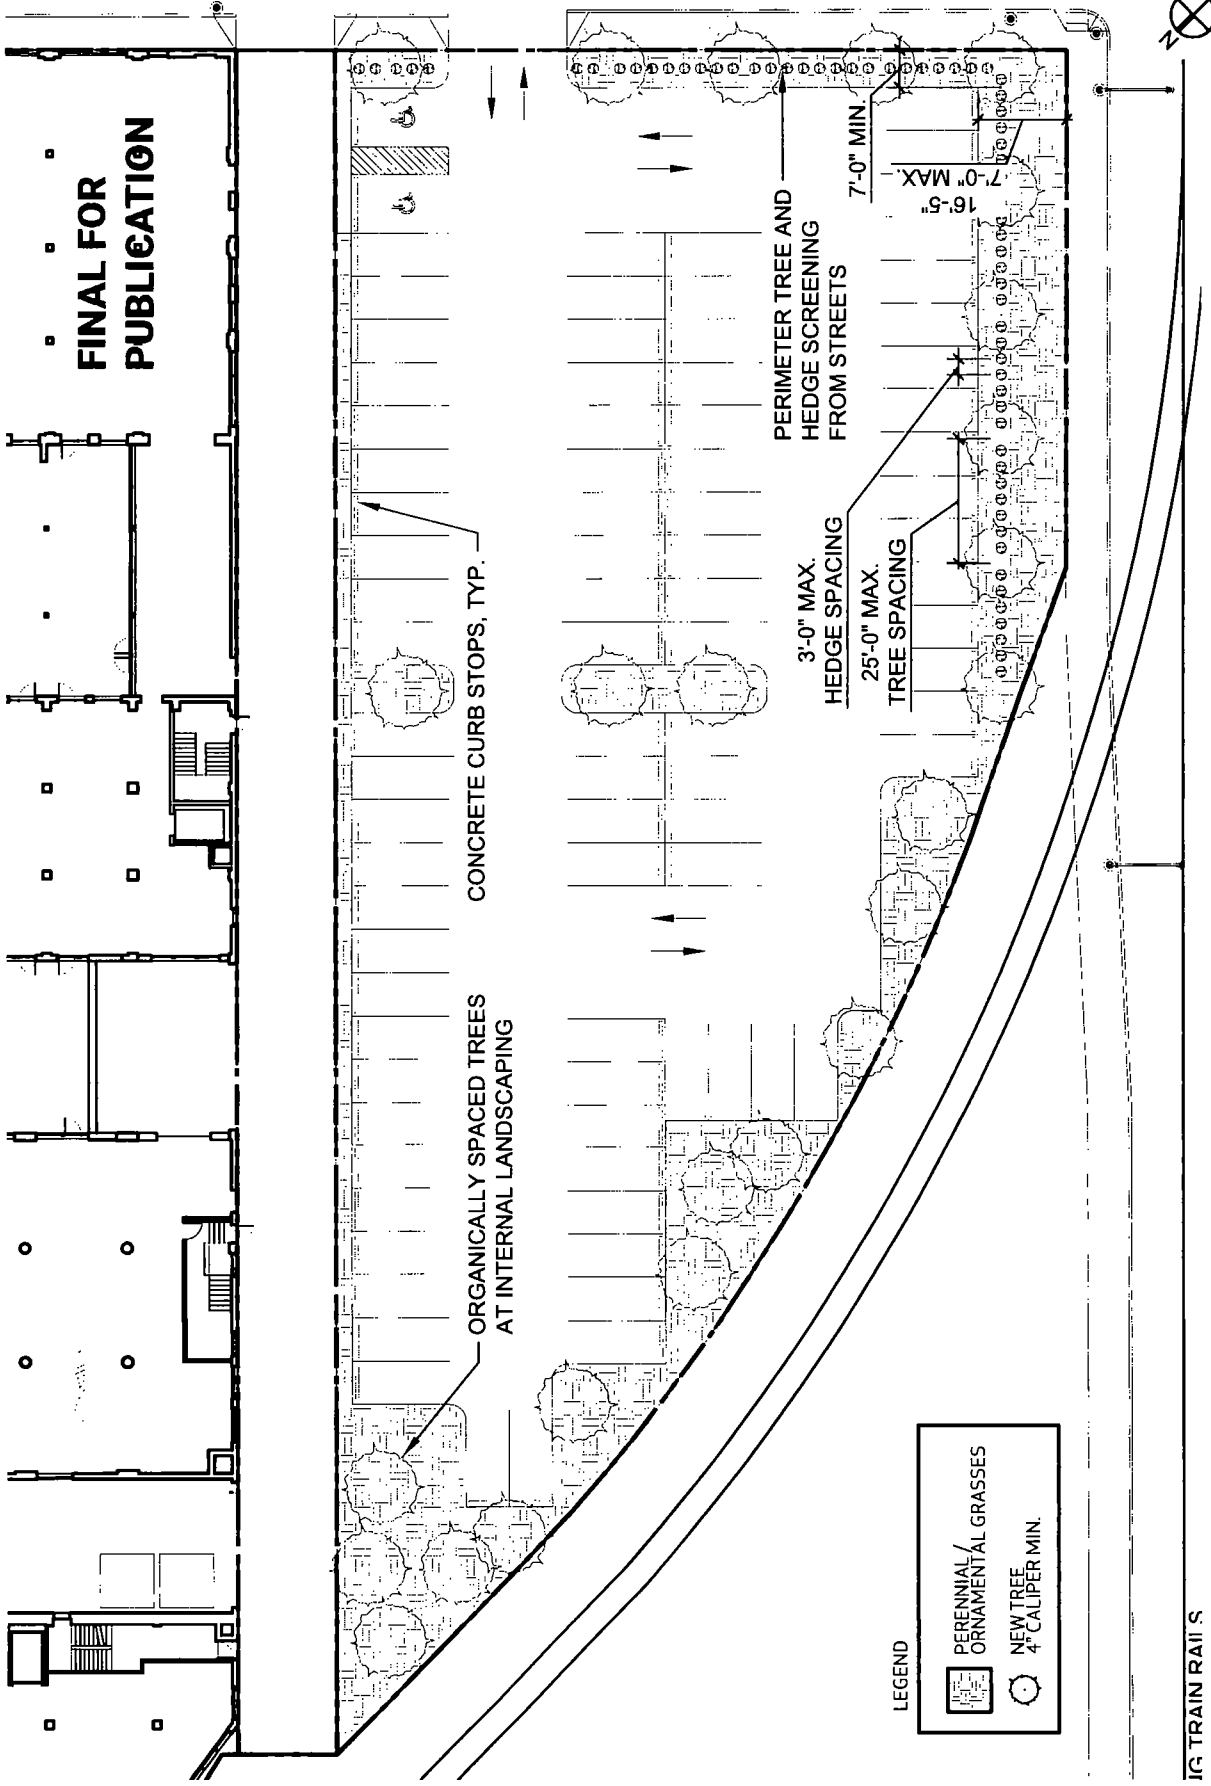 FINAL FOR
PUBLICATION
7'-0" MIN.
16'-5"
7'-0" MAX.
PERIMETER TREE AND
HEDGE SCREENING
FROM STREETS
CONCRETE CURB STOPS, TYP.
3'-0" MAX.
HEDGE SPACING
25'-0" MAX.
TREE SPACING
ORGANICALLY SPACED TREES
AT INTERNAL LANDSCAPING
LEGEND
PERENNIAL /
ORNAMENTAL GRASSES
NEW TREE
4" CALIPER MIN.
TRAIN RAILS
N